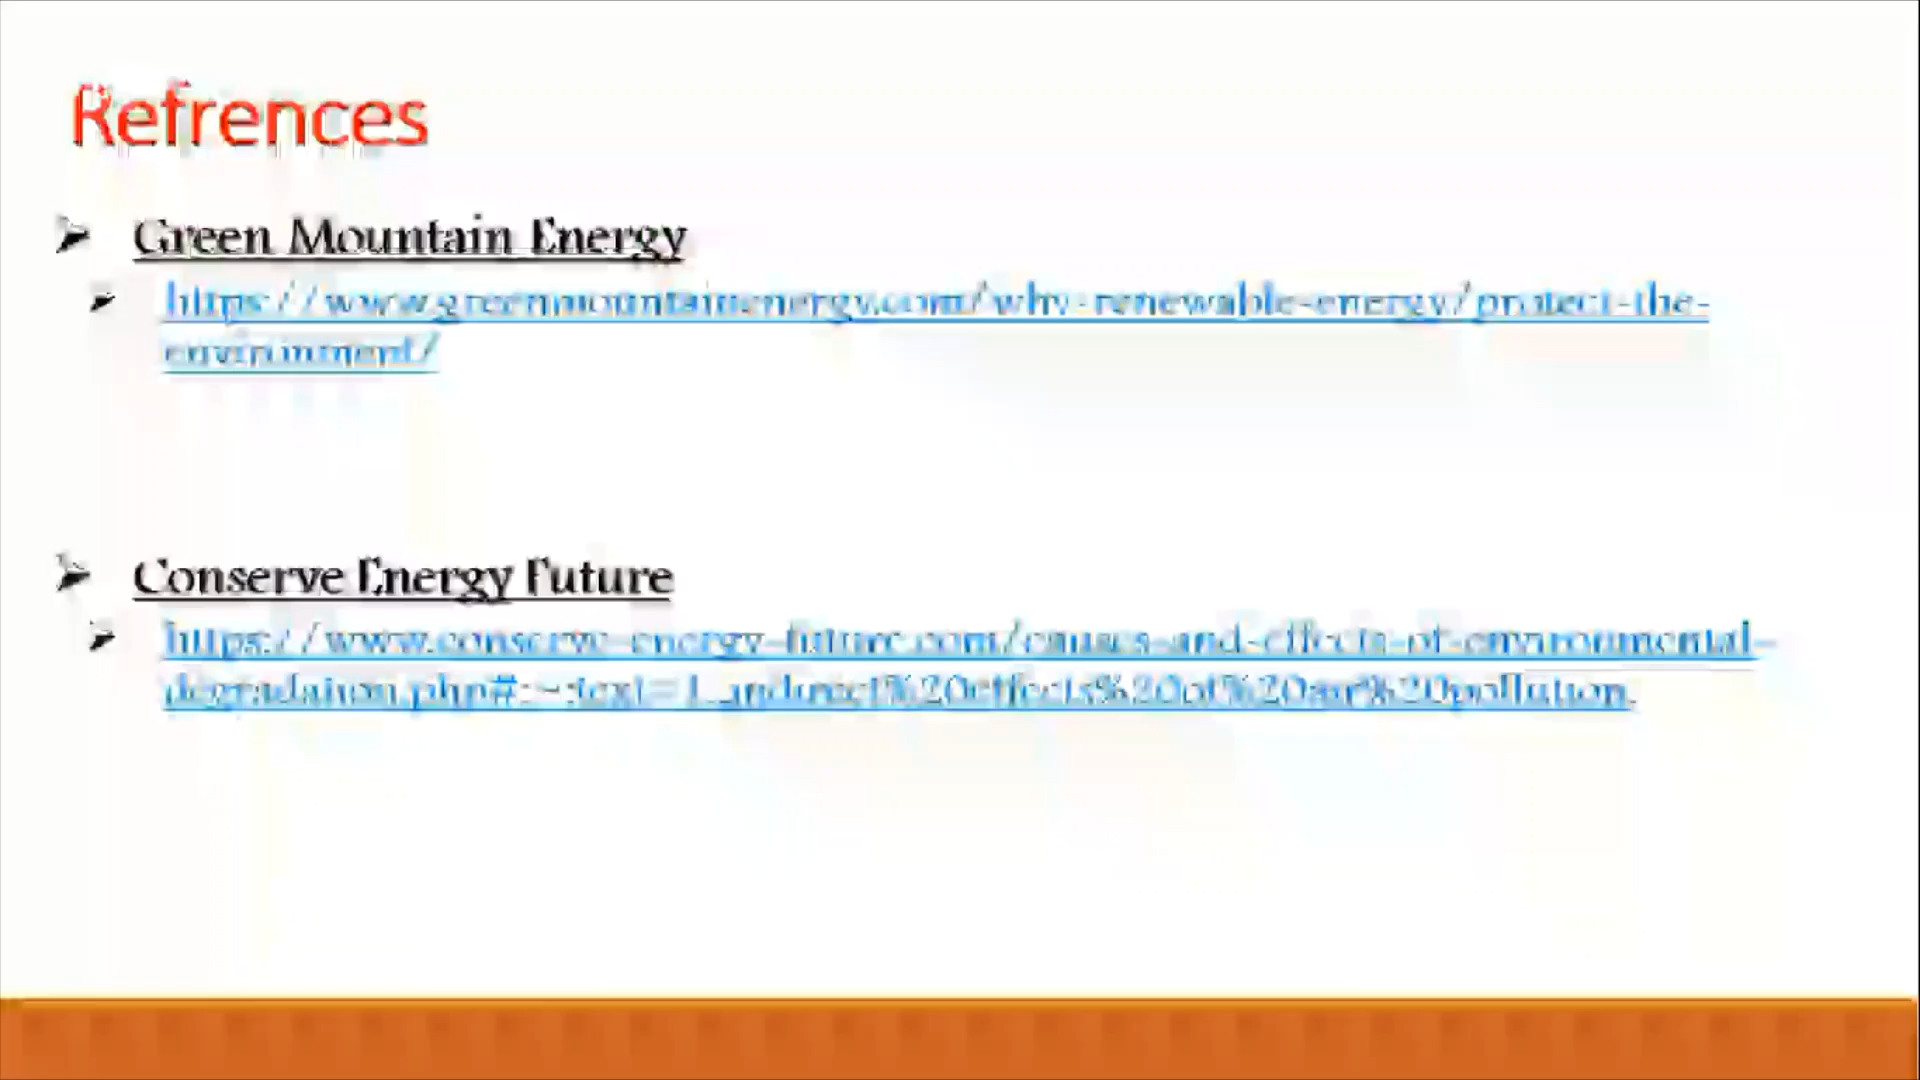 Refrences
Green Mountain Energy
https://www.greenmountainenergy.com/why-renewable-energy/protect-the-
environment/
Conserve Energy Future
https://www.conserve-energy-future.com/causes-and-effects-of-environmental-
degradation.php#:~:text=1.,indirect%20effects%20of%20air%20pollution.